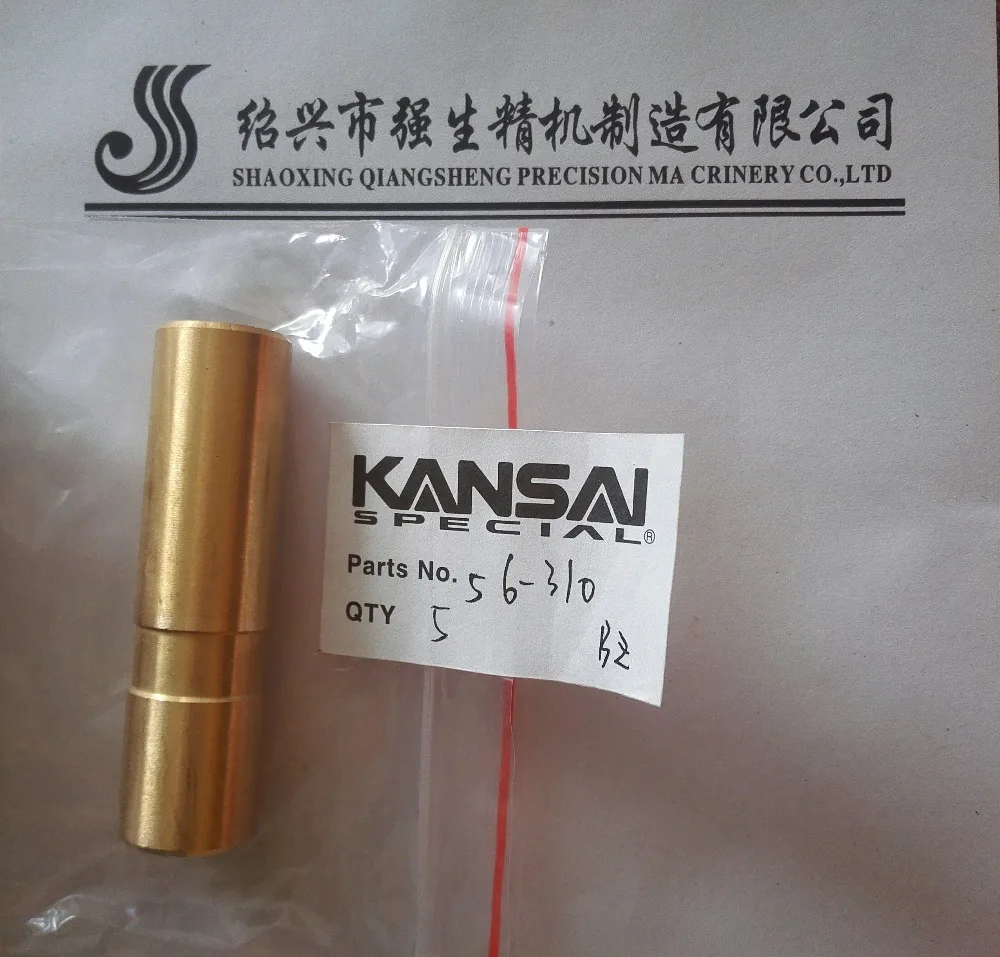 绍兴市强生精机制造有限公司
SHAOXING QIANGSHENG PRECISION MA CRINERY CO.,LTD
KANSAI
SPECIAL®
Parts No. 56-310
QTY 5
BZ